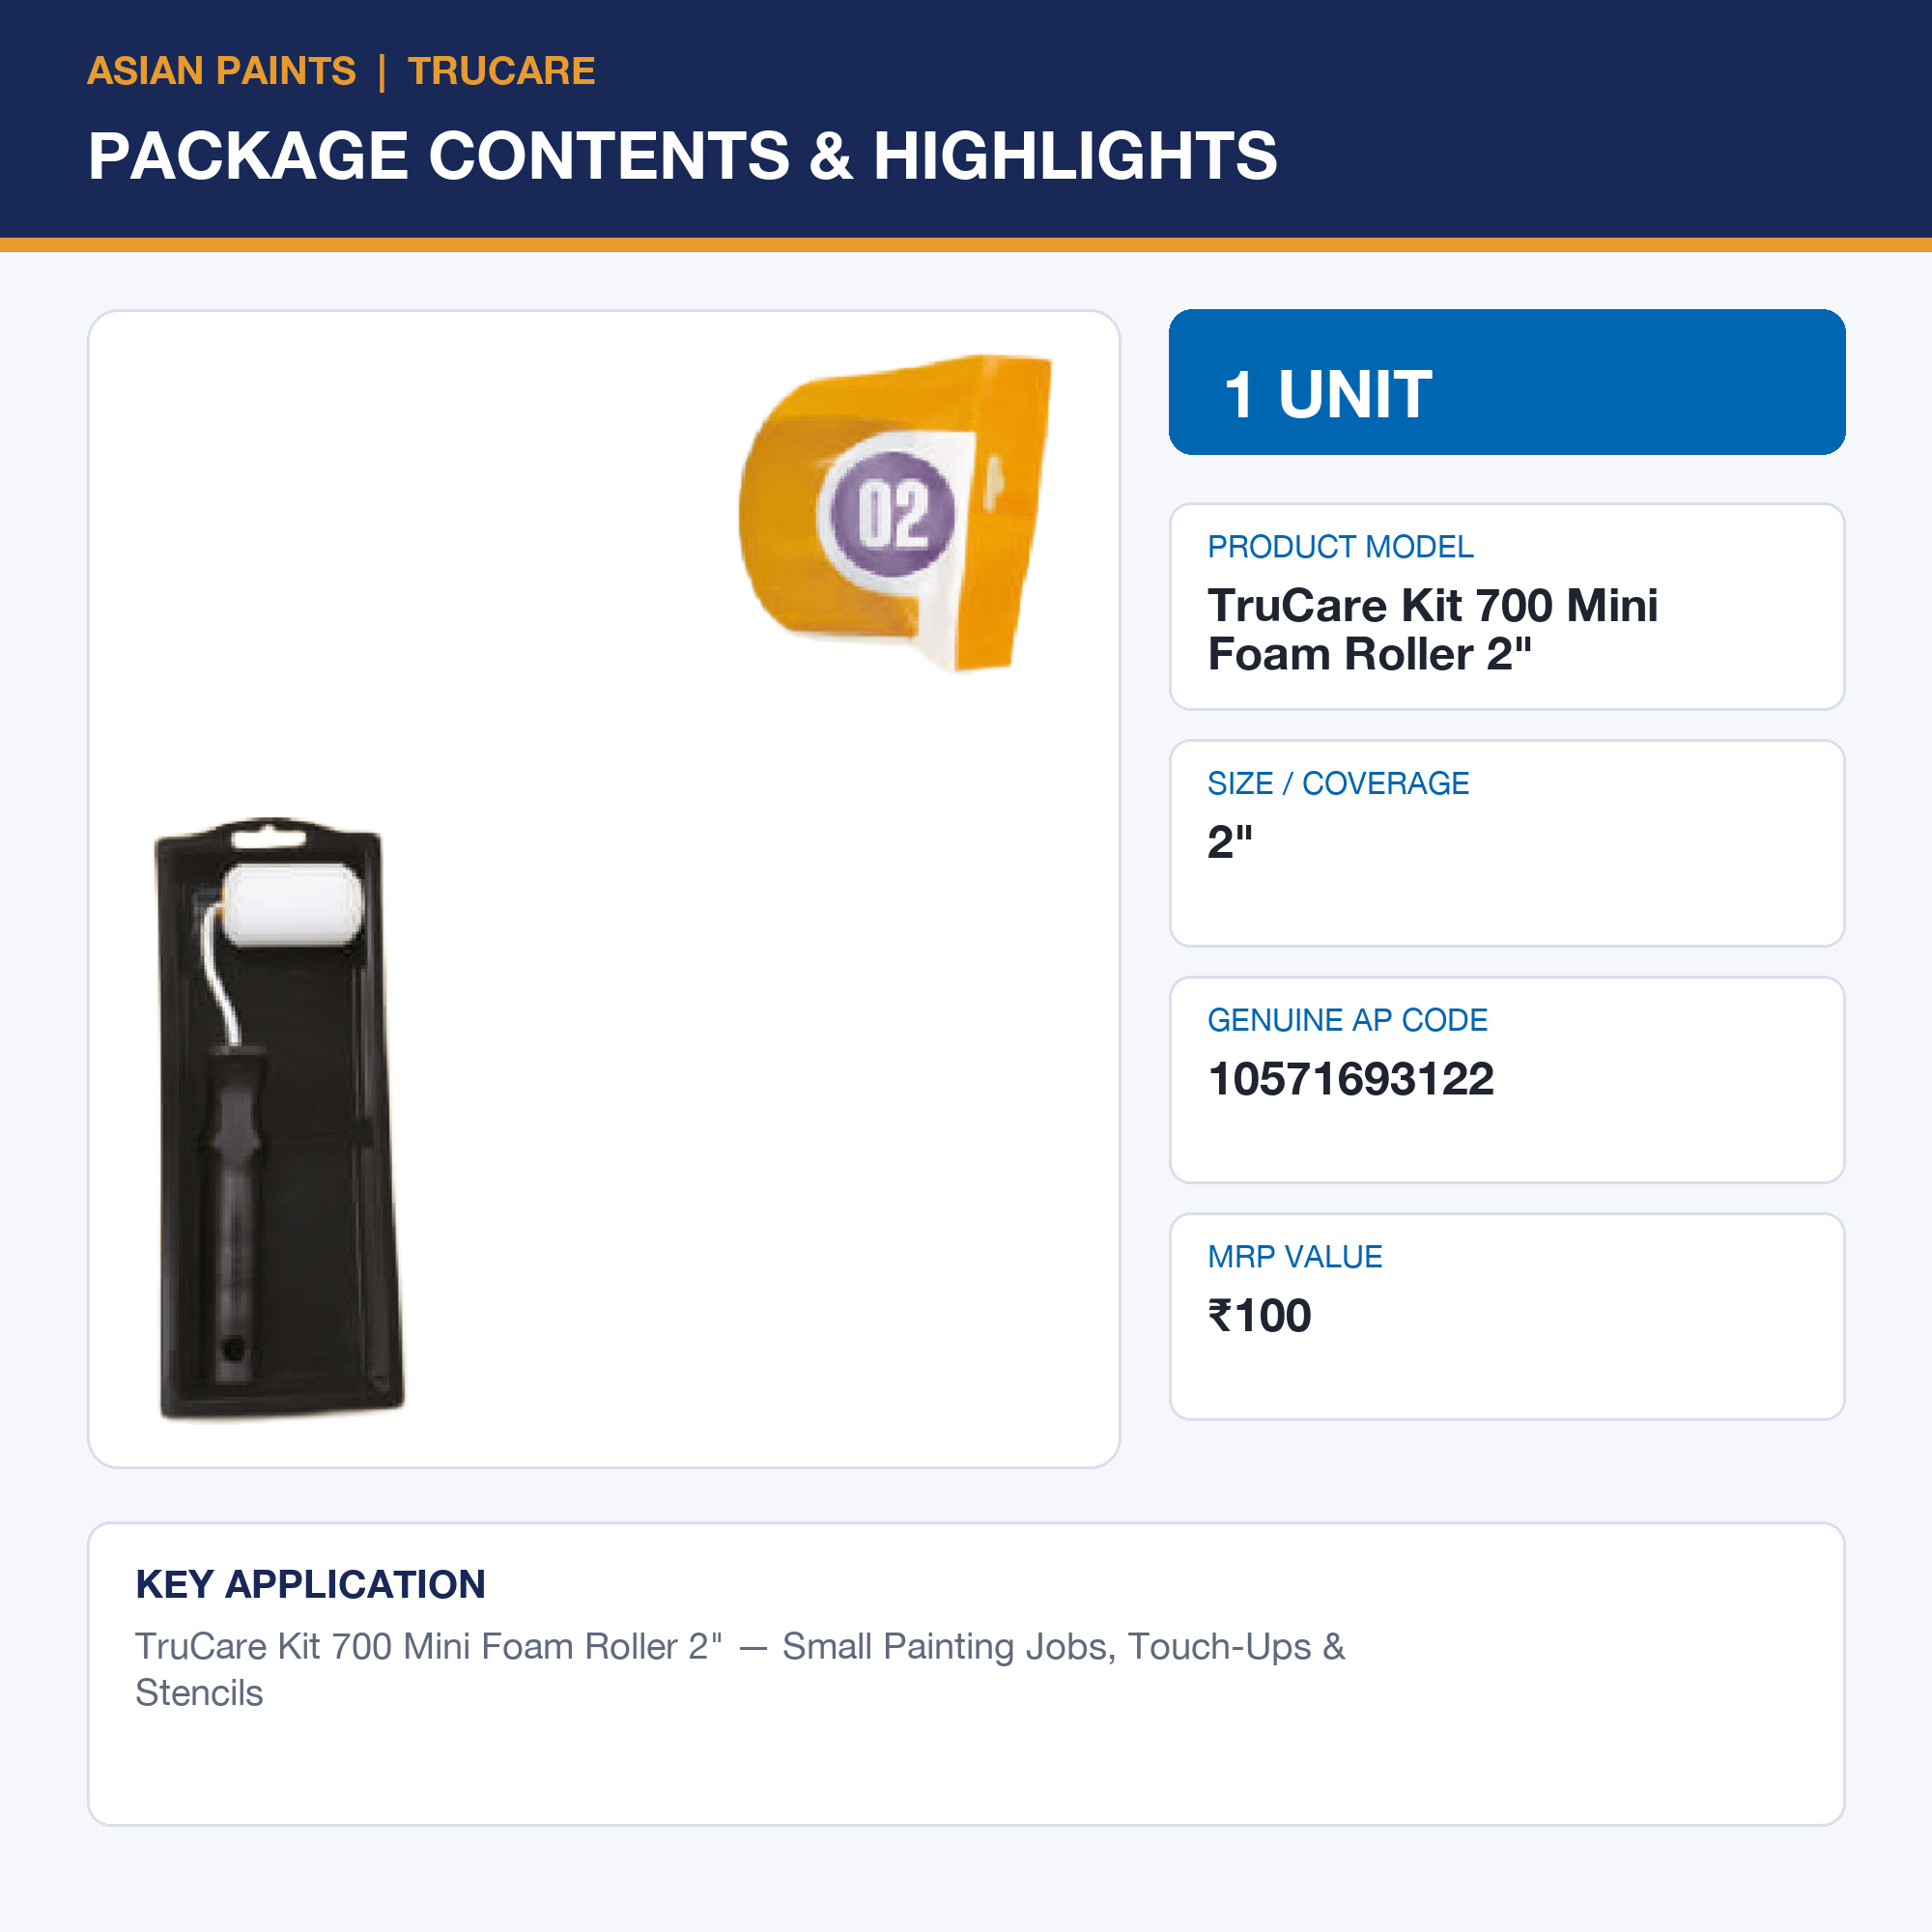 ASIAN PAINTS | TRUCARE
PACKAGE CONTENTS & HIGHLIGHTS
02
1 UNIT
PRODUCT MODEL
TruCare Kit 700 Mini
Foam Roller 2"
SIZE / COVERAGE
2"
GENUINE AP CODE
10571693122
MRP VALUE
₹100
KEY APPLICATION
TruCare Kit 700 Mini Foam Roller 2" — Small Painting Jobs, Touch-Ups &
Stencils